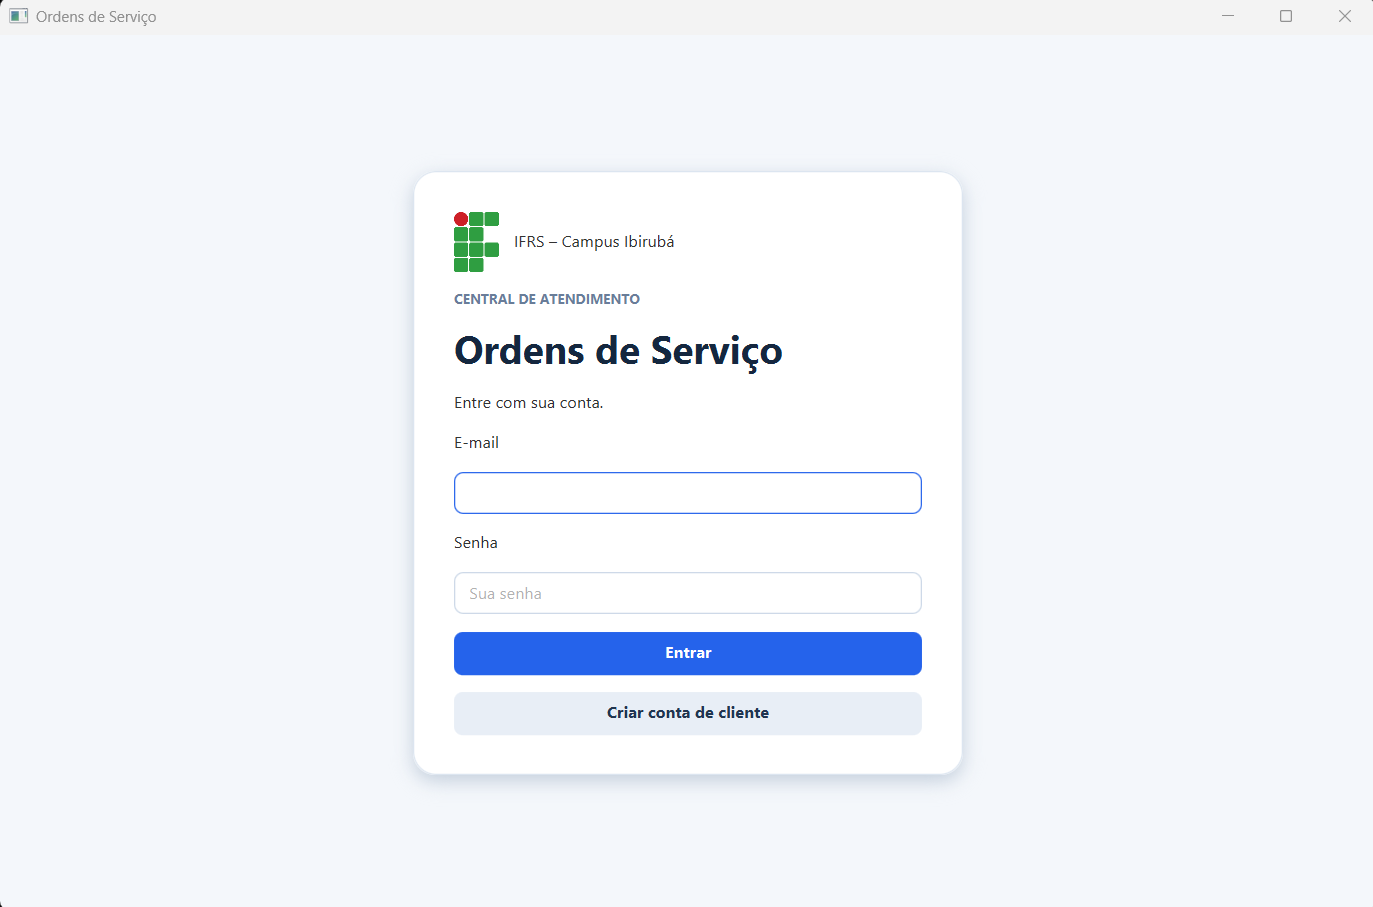 Ordens de Serviço
IFRS – Campus Ibirubá
CENTRAL DE ATENDIMENTO
Ordens de Serviço
Entre com sua conta.
E-mail
Senha
Sua senha
Entrar
Criar conta de cliente